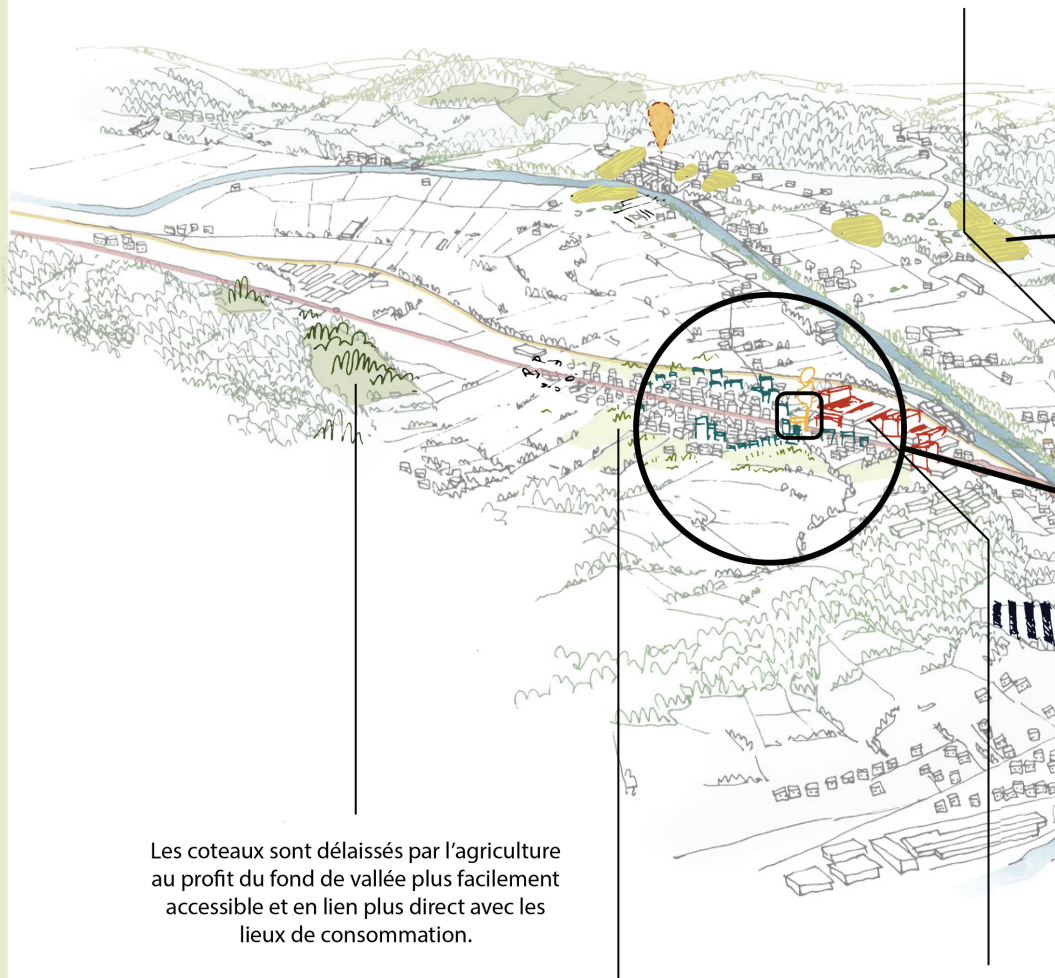 Les coteaux sont délaissés par l’agriculture
au profit du fond de vallée plus facilement
accessible et en lien plus direct avec les
lieux de consommation.